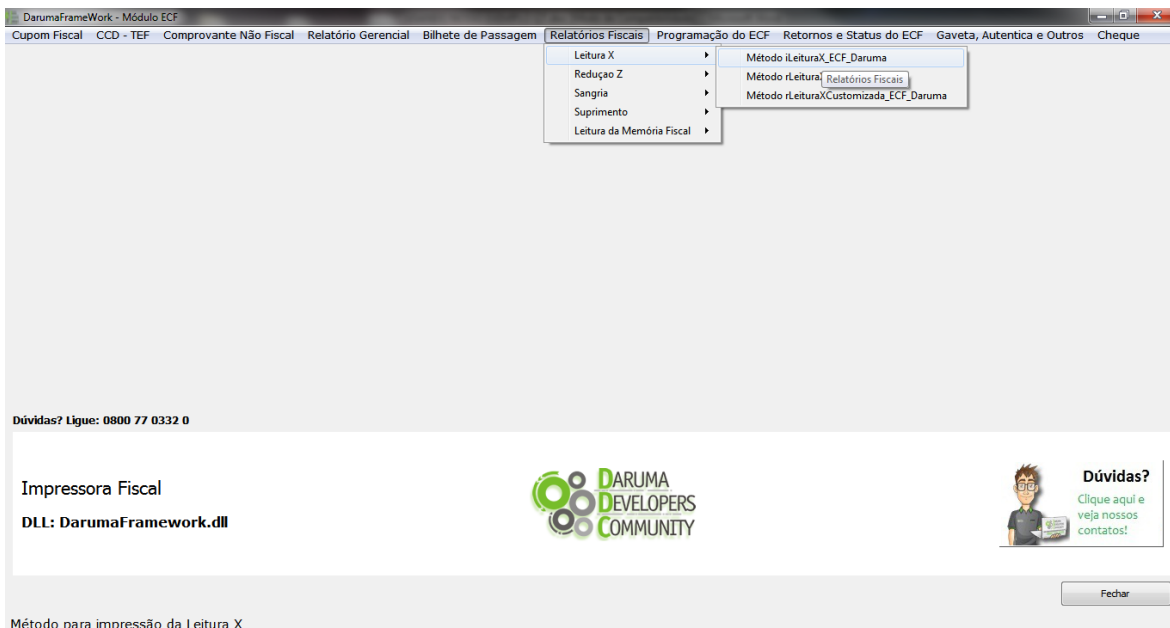 DarumaFrameWork - Módulo ECF
Cupom Fiscal CCD - TEF Comprovante Não Fiscal Relatório Gerencial Bilhete de Passagem Relatórios Fiscais Programação do ECF Retornos e Status do ECF Gaveta, Autentica e Outros Cheque
Leitura X
Reduçao Z
Sangria
Suprimento
Leitura da Memória Fiscal
Método iLeituraX_ECF_Daruma
Método rLeitura
Relatórios Fiscais
Método rLeituraXCustomizada_ECF_Daruma
Dúvidas? Ligue: 0800 77 0332 0
Impressora Fiscal
DLL: DarumaFramework.dll
DARUMA
DEVELOPERS
COMMUNITY
Dúvidas?
Clique aqui e
veja nossos
contatos!
Fechar
Método para impressão da Leitura X